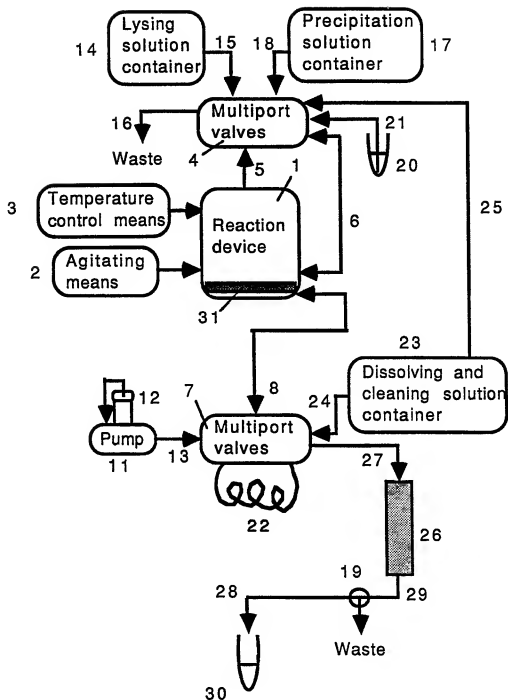 14
Lysing
solution
container
15
18
Precipitation
solution
container
17
16
Waste
Multiport
valves
4
21
20
5
1
3
Temperature
control means
Reaction
device
6
25
2
Agitating
means
31
23
Dissolving and
cleaning solution
container
8
24
12
7
Multiport
valves
Pump
11
13
27
22
26
19
28
29
Waste
30